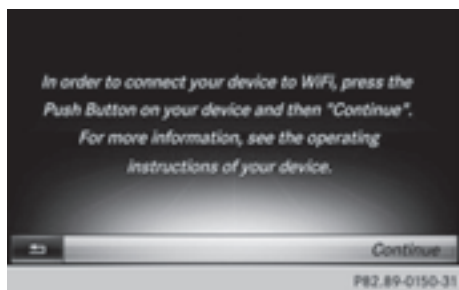 In order to connect your device to WiFi, press the
Push Button on your device and then "Continue".
For more information, see the operating
instructions of your device.
Continue
P82.89-0150-31